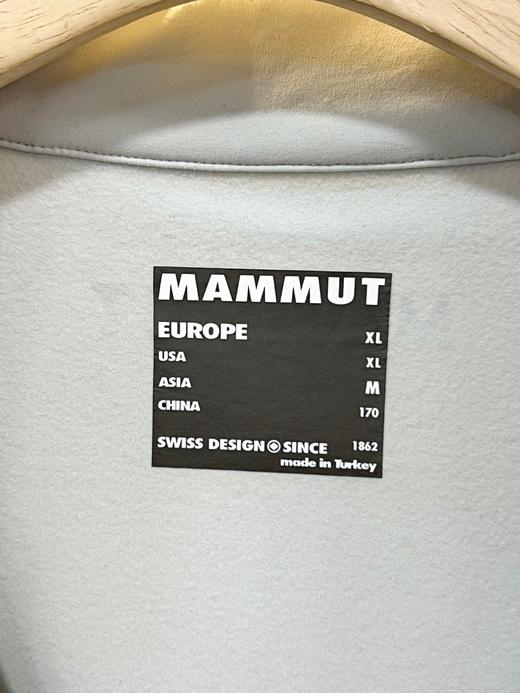 MAMMUT
EUROPE XL
USA XL
ASIA M
CHINA 170
SWISS DESIGN SINCE 1862
made in Turkey